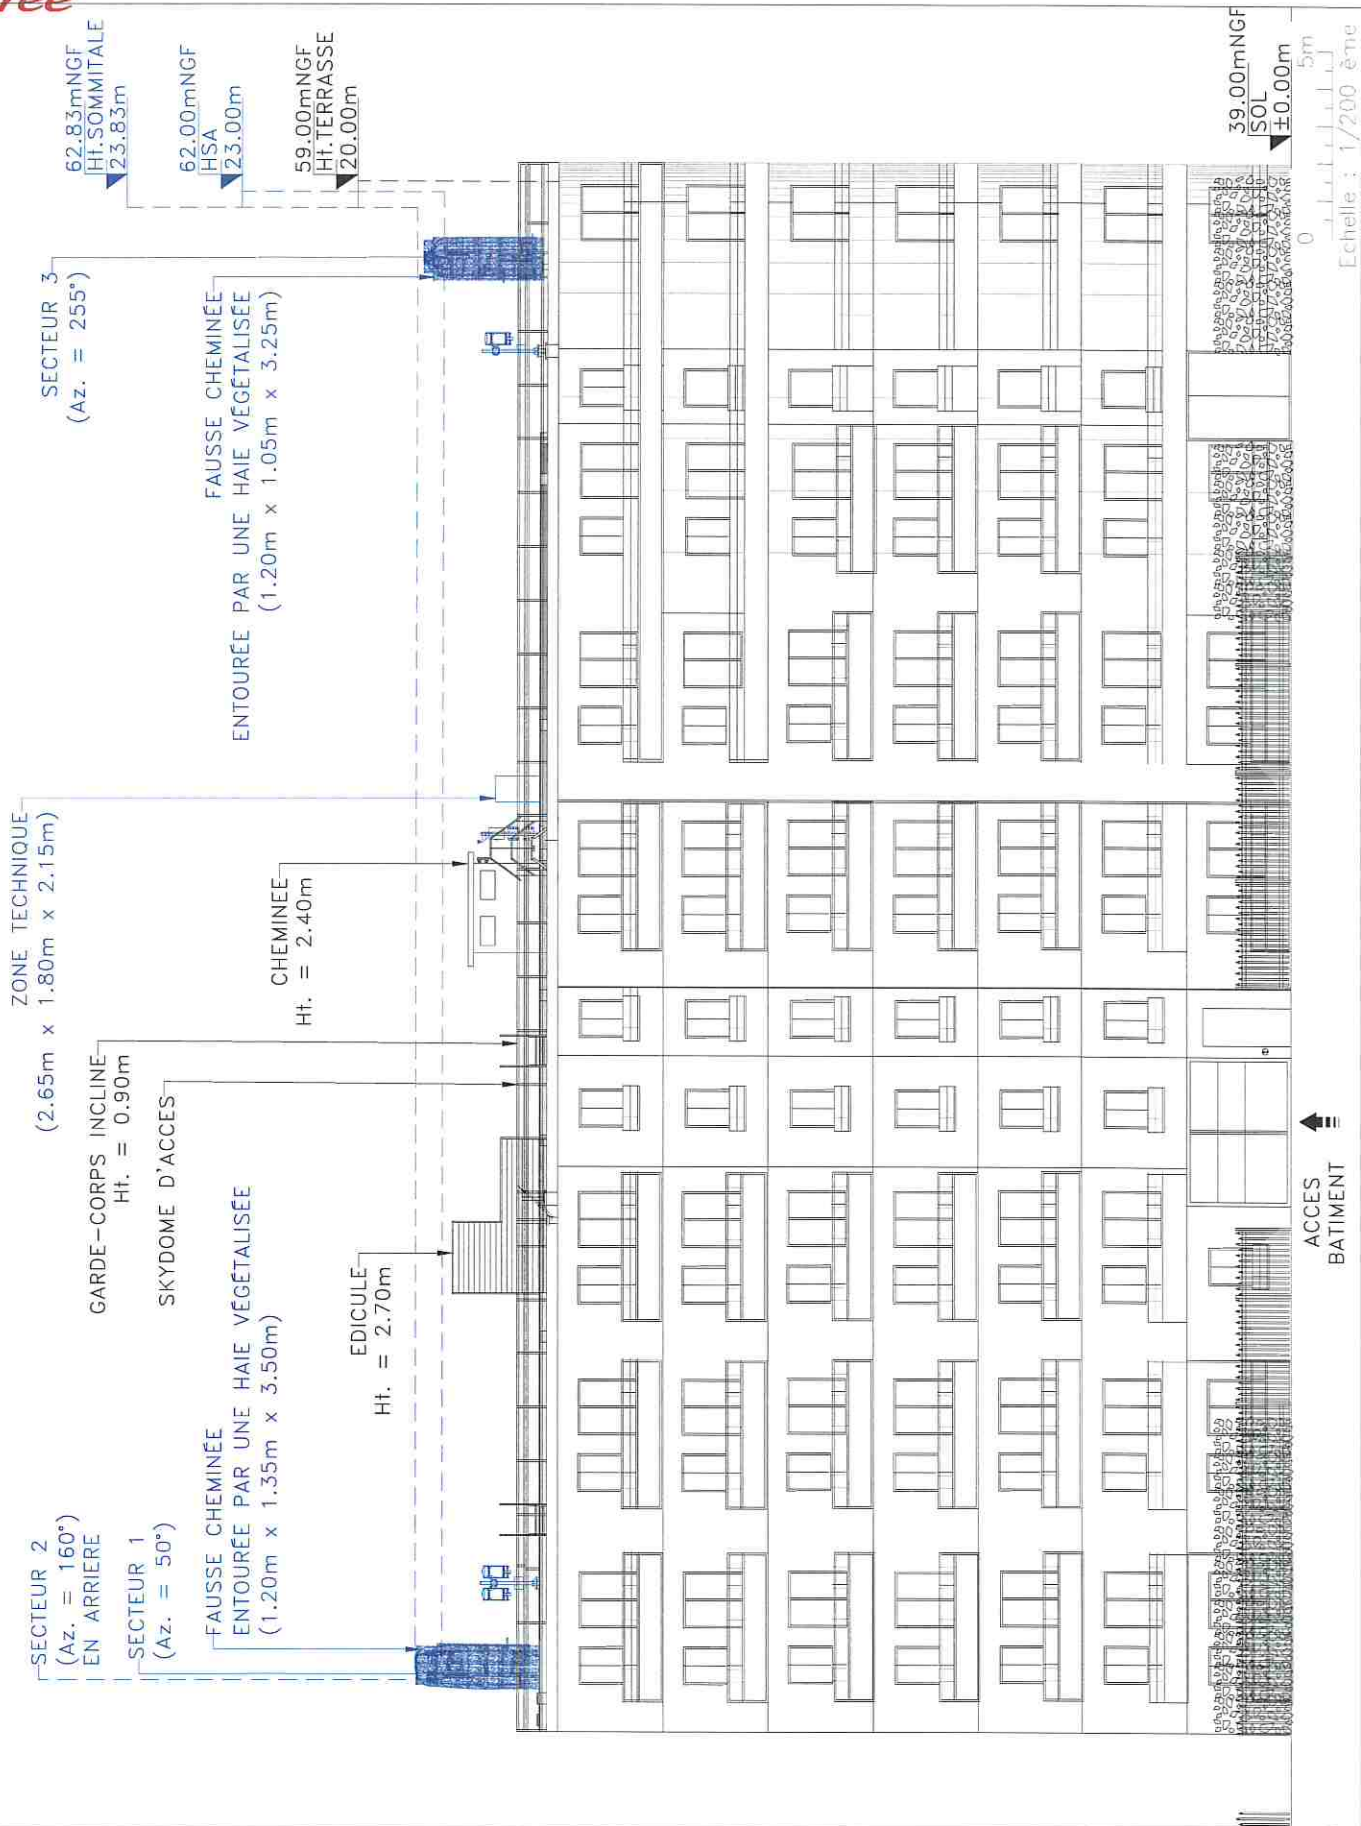 SECTEUR 2
(Az. = 160°)
EN ARRIERE
SECTEUR 1
(Az. = 50°)
FAUSSE CHEMINÉE
ENTOURÉE PAR UNE HAIE VÉGÉTALISÉE
(1.20m x 1.35m x 3.50m)
EDICULE
Ht. = 2.70m
GARDE-CORPS INCLINE
Ht. = 0.90m
SKYDOME D'ACCES
ZONE TECHNIQUE
(2.65m x 1.80m x 2.15m)
CHEMINEE
Ht. = 2.40m
SECTEUR 3
(Az. = 255°)
FAUSSE CHEMINÉE
ENTOURÉE PAR UNE HAIE VÉGÉTALISÉE
(1.20m x 1.05m x 3.25m)
62.83mNGF
Ht.SOMMITALE
23.83m
62.00mNGF
HSA
23.00m
59.00mNGF
Ht.TERRASSE
20.00m
39.00mNGF
SOL
±0.00m
ACCES
BATIMENT
0 5m
Echelle : 1/200 ème